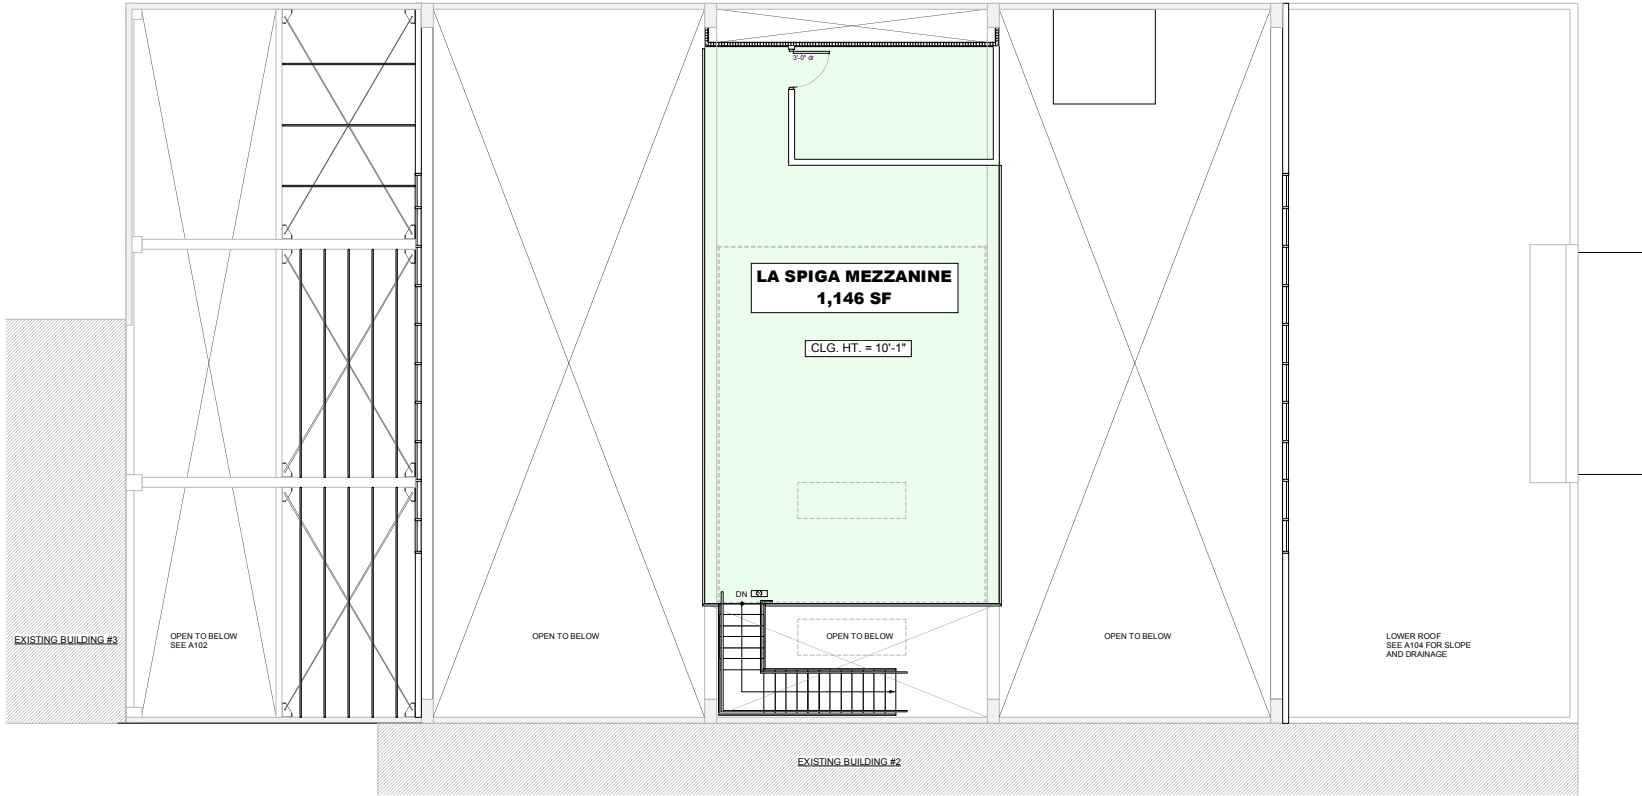 3'-0" dr
LA SPIGA MEZZANINE
1,146 SF
CLG. HT. = 10'-1"
DN
EXISTING BUILDING #3
OPEN TO BELOW
SEE A102
OPEN TO BELOW
OPEN TO BELOW
OPEN TO BELOW
LOWER ROOF
SEE A104 FOR SLOPE
AND DRAINAGE
EXISTING BUILDING #2